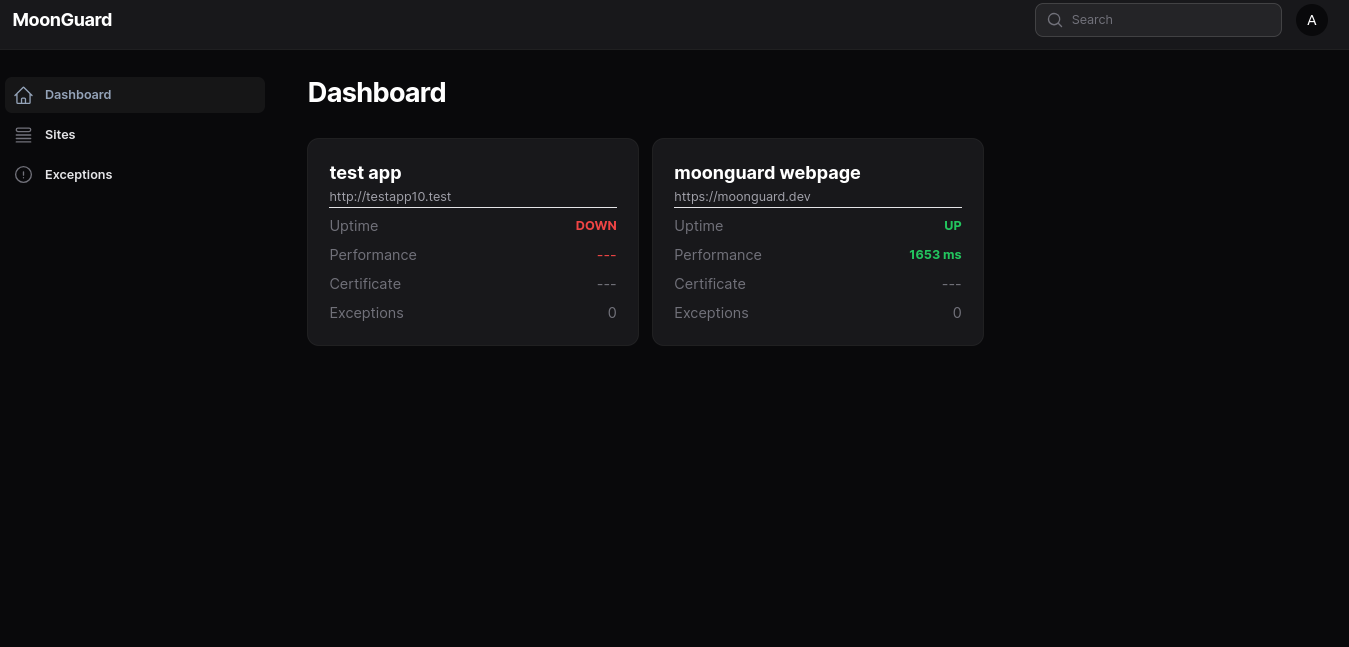 MoonGuard
Search
A
Dashboard
Sites
Exceptions
Dashboard
test app
http://testapp10.test
Uptime DOWN
Performance ---
Certificate ---
Exceptions 0
moonguard webpage
https://moonguard.dev
Uptime UP
Performance 1653 ms
Certificate ---
Exceptions 0